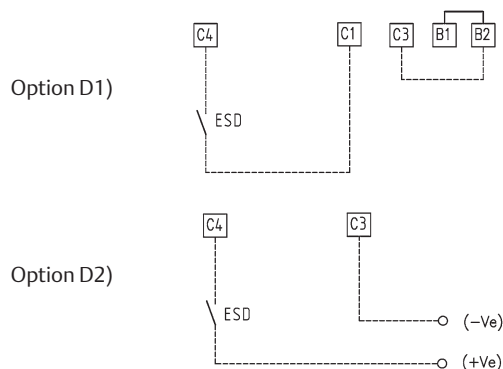 C4 C1 C3 B1 B2
Option D1)
ESD
C4 C3
Option D2)
ESD
(-Ve)
(+Ve)